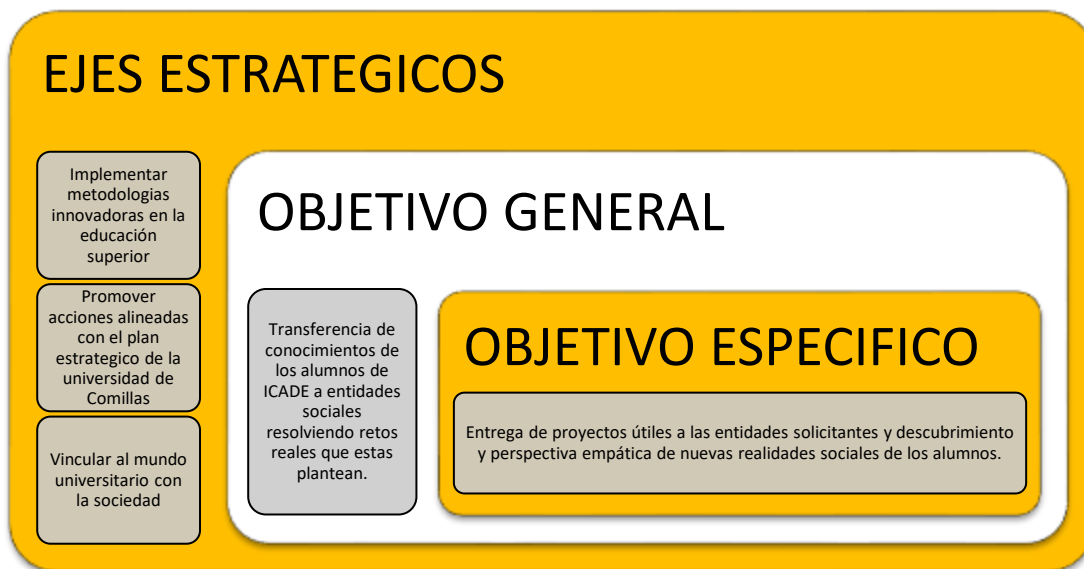 EJES ESTRATEGICOS
Implementar
metodologias
innovadoras en la
educación
superior
Promover
acciones alineadas
con el plan
estrategico de la
universidad de
Comillas
Vincular al mundo
universitario con
la sociedad
OBJETIVO GENERAL
Transferencia de
conocimientos de
los alumnos de
ICADE a entidades
sociales
resolviendo retos
reales que estas
plantean.
OBJETIVO ESPECIFICO
Entrega de proyectos útiles a las entidades solicitantes y descubrimiento
y perspectiva empática de nuevas realidades sociales de los alumnos.